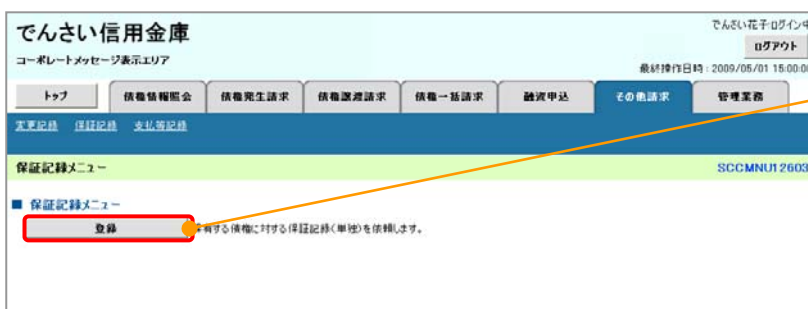 でんさい信用金庫
でんさい花子:ログイン中
ログアウト
コーポレートメッセージ表示エリア
最終操作日時:2009/05/01 15:00:00
トップ 債権情報照会 債権発生請求 債権譲渡請求 債権一括請求 融資申込 その他請求 管理業務
変更記録 保証記録 支払等記録
保証記録メニュー SCCMNU12603
■ 保証記録メニュー
登録 有する債権に対する保証記録(単独)を依頼します。